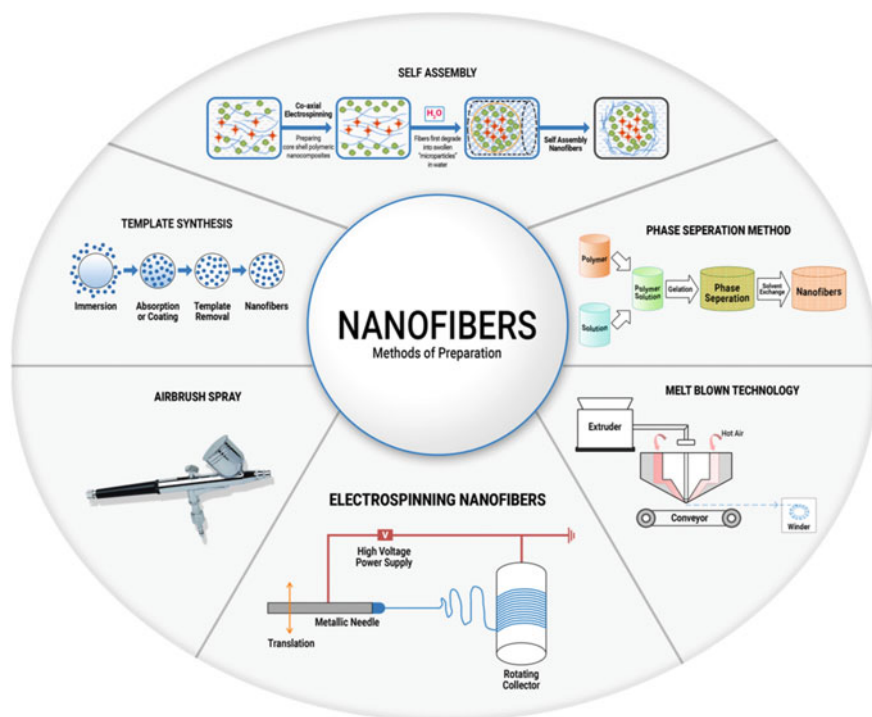 SELF ASSEMBLY
Co-axial
Electrospinning
Preparing
core shell polymeric
nanocomposites
H₂O
Fibers first degrade
into swollen
"microparticles"
in water
Self Assembly
Nanofibers
TEMPLATE SYNTHESIS
Immersion
Absorption
or Coating
Template
Removal
Nanofibers
PHASE SEPERATION METHOD
Polymer
Solution
Polymer
Solution
Gelation
Phase
Seperation
Solvent
Exchange
Nanofibers
NANOFIBERS
Methods of Preparation
AIRBRUSH SPRAY
MELT BLOWN TECHNOLOGY
Extruder
Hot Air
Conveyor
Winder
ELECTROSPINNING NANOFIBERS
V
High Voltage
Power Supply
Metallic Needle
Translation
Rotating
Collector